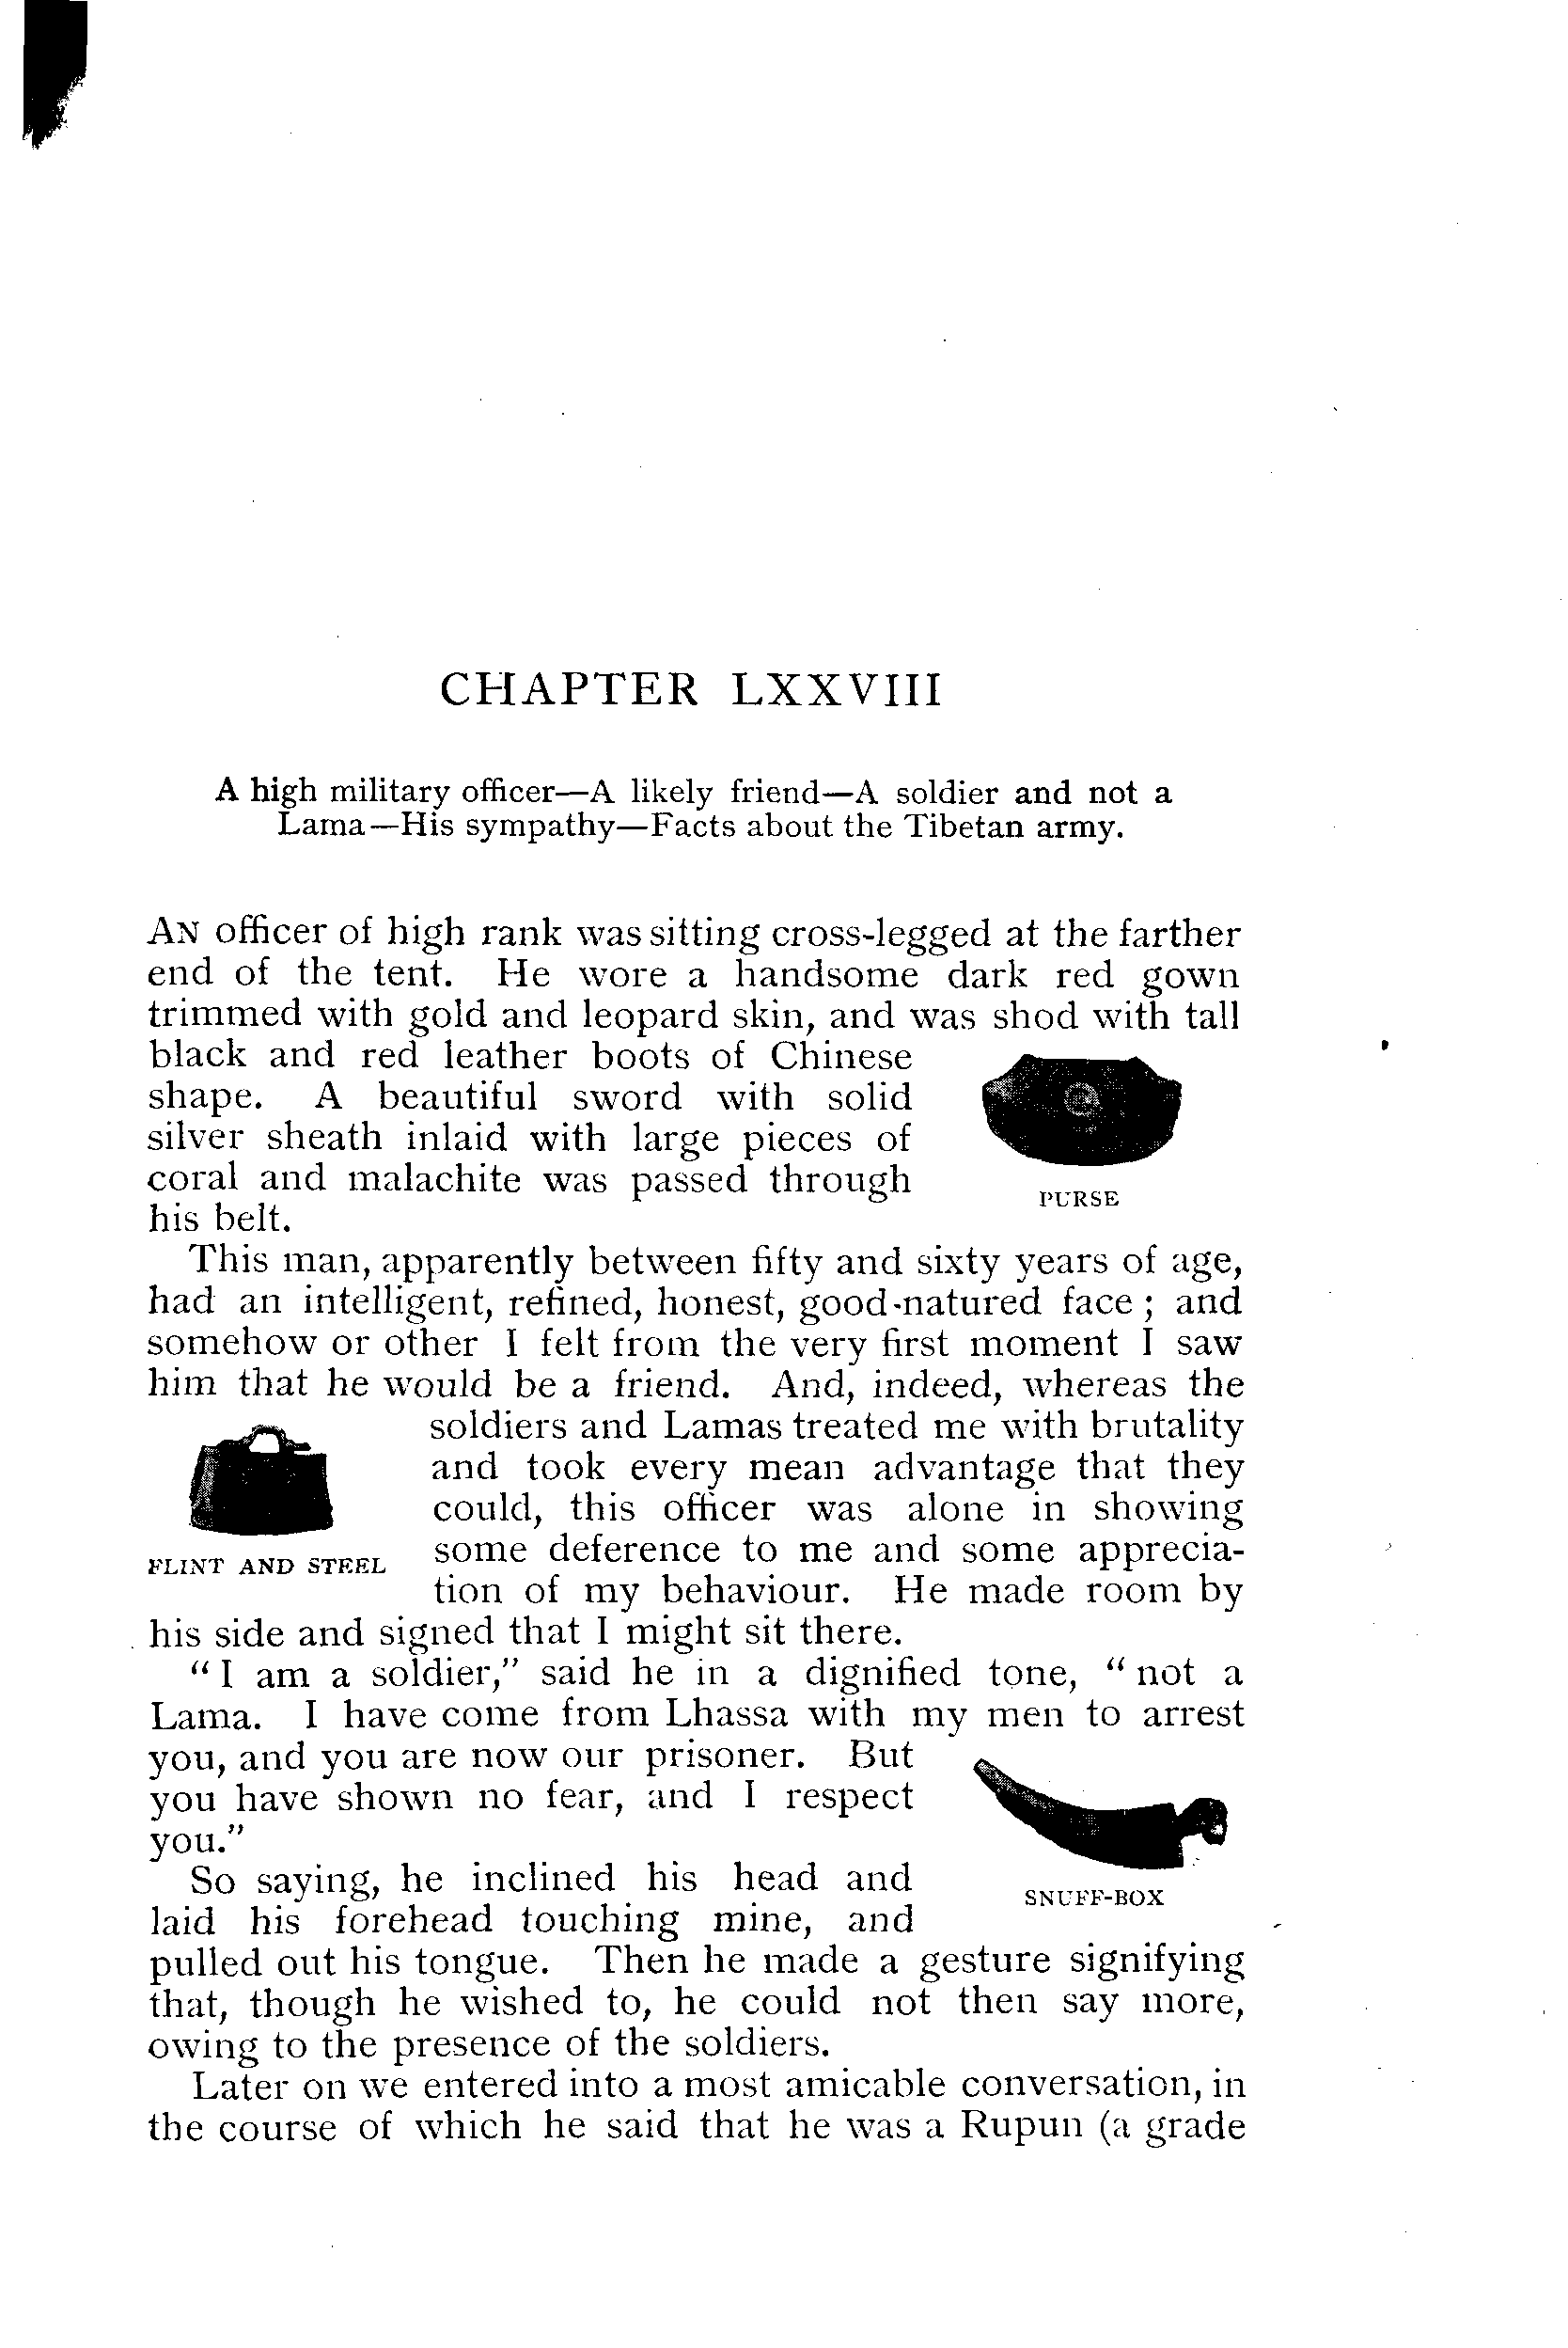 CHAPTER LXXVIII
A high military officer—A likely friend—A soldier and not a
Lama—His sympathy—Facts about the Tibetan army.
AN officer of high rank was sitting cross-legged at the farther
end of the tent. He wore a handsome dark red gown
trimmed with gold and leopard skin, and was shod with tall
black and red leather boots of Chinese
shape. A beautiful sword with solid
silver sheath inlaid with large pieces of
coral and malachite was passed through
his belt.
PURSE
This man, apparently between fifty and sixty years of age,
had an intelligent, refined, honest, good-natured face; and
somehow or other I felt from the very first moment I saw
him that he would be a friend. And, indeed, whereas the
soldiers and Lamas treated me with brutality
and took every mean advantage that they
could, this officer was alone in showing
some deference to me and some apprecia-
tion of my behaviour. He made room by
FLINT AND STEEL
his side and signed that I might sit there.
"I am a soldier," said he in a dignified tone, "not a
Lama. I have come from Lhassa with my men to arrest
you, and you are now our prisoner. But
you have shown no fear, and I respect
you."
So saying, he inclined his head and
laid his forehead touching mine, and
SNUFF-BOX
pulled out his tongue. Then he made a gesture signifying
that, though he wished to, he could not then say more,
owing to the presence of the soldiers.
Later on we entered into a most amicable conversation, in
the course of which he said that he was a Rupun (a grade